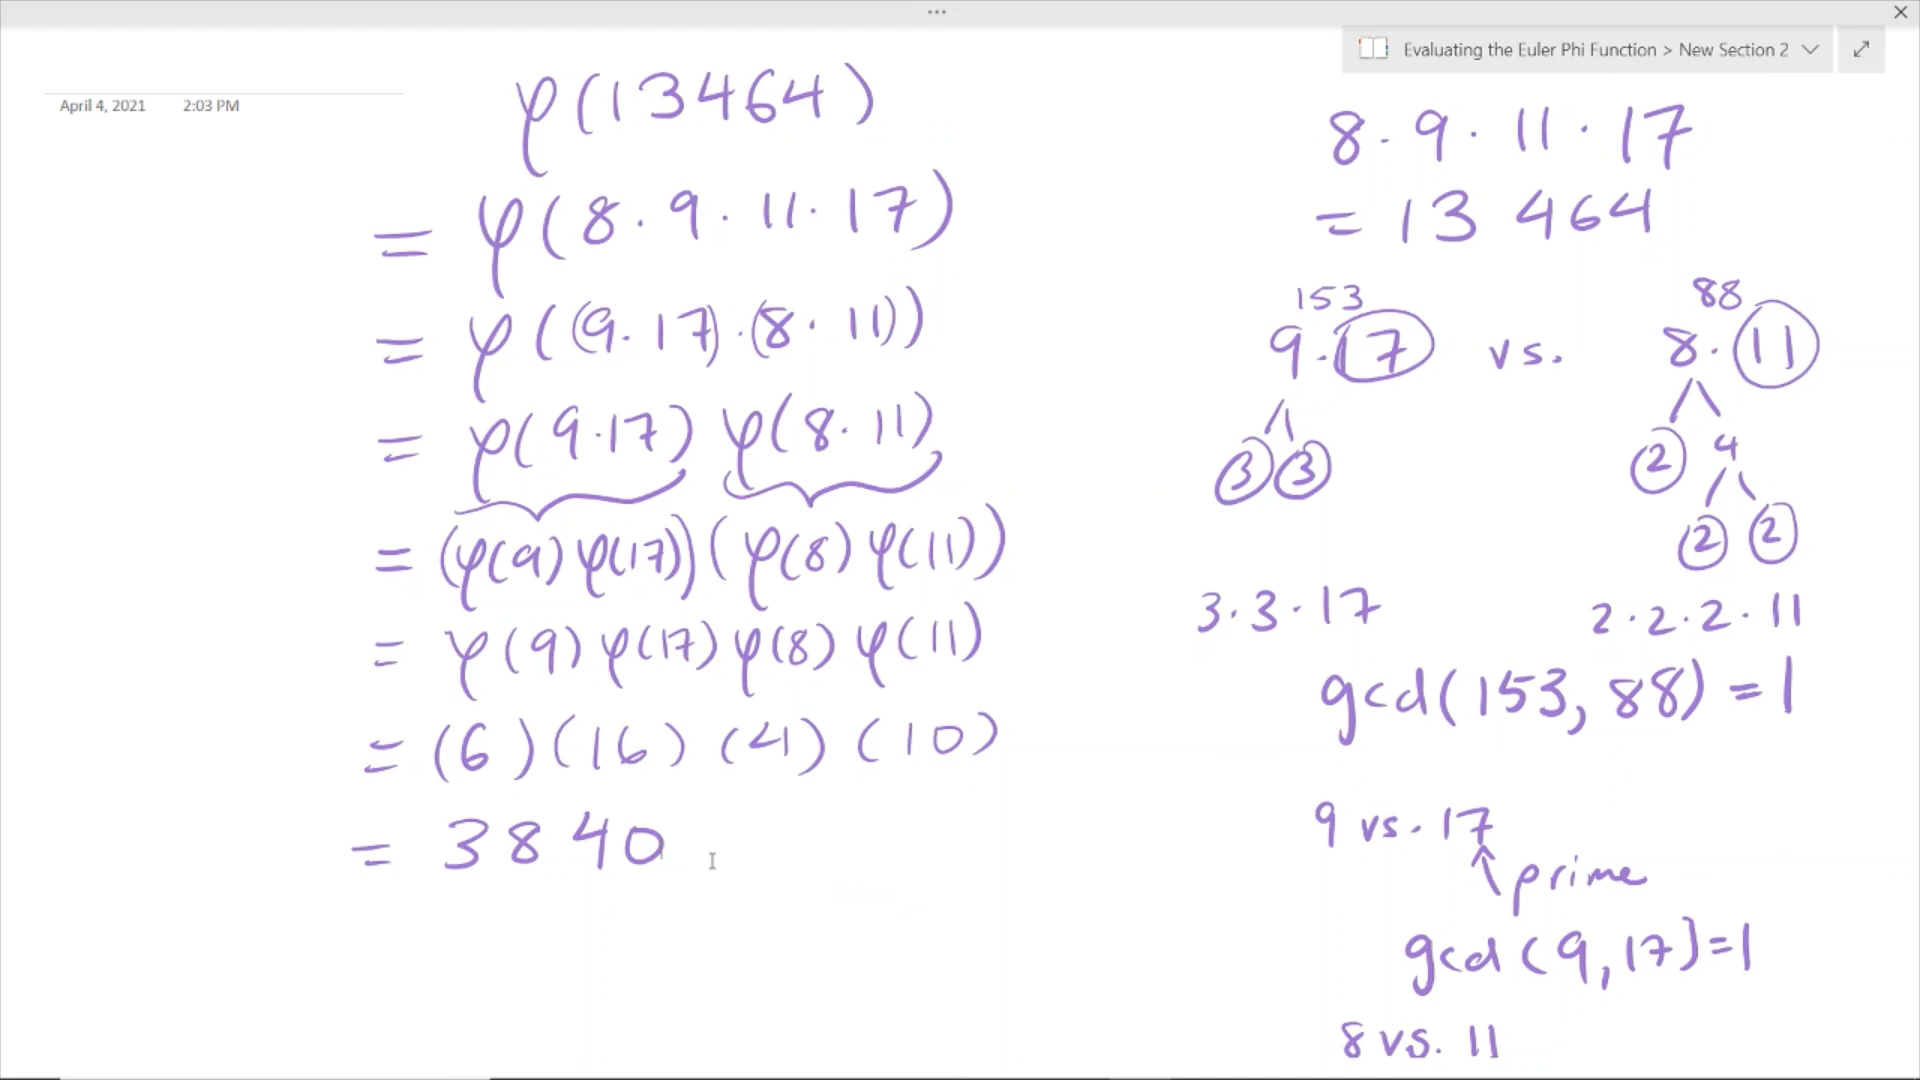 Evaluating the Euler Phi Function > New Section 2
April 4, 2021 2:03 PM
φ(13464)
= φ(8·9·11·17)
= φ((9·17)·(8·11))
= φ(9·17) φ(8·11)
= (φ(9)φ(17))(φ(8)φ(11))
= φ(9)φ(17)φ(8)φ(11)
= (6)(16)(4)(10)
= 3840
8·9·11·17
= 13 464
153 88
9·17 vs. 8·11
3 3 2 4
2 2
3·3·17 2·2·2·11
gcd(153, 88) = 1
9 vs. 17
prime
gcd(9,17)=1
8 vs. 11